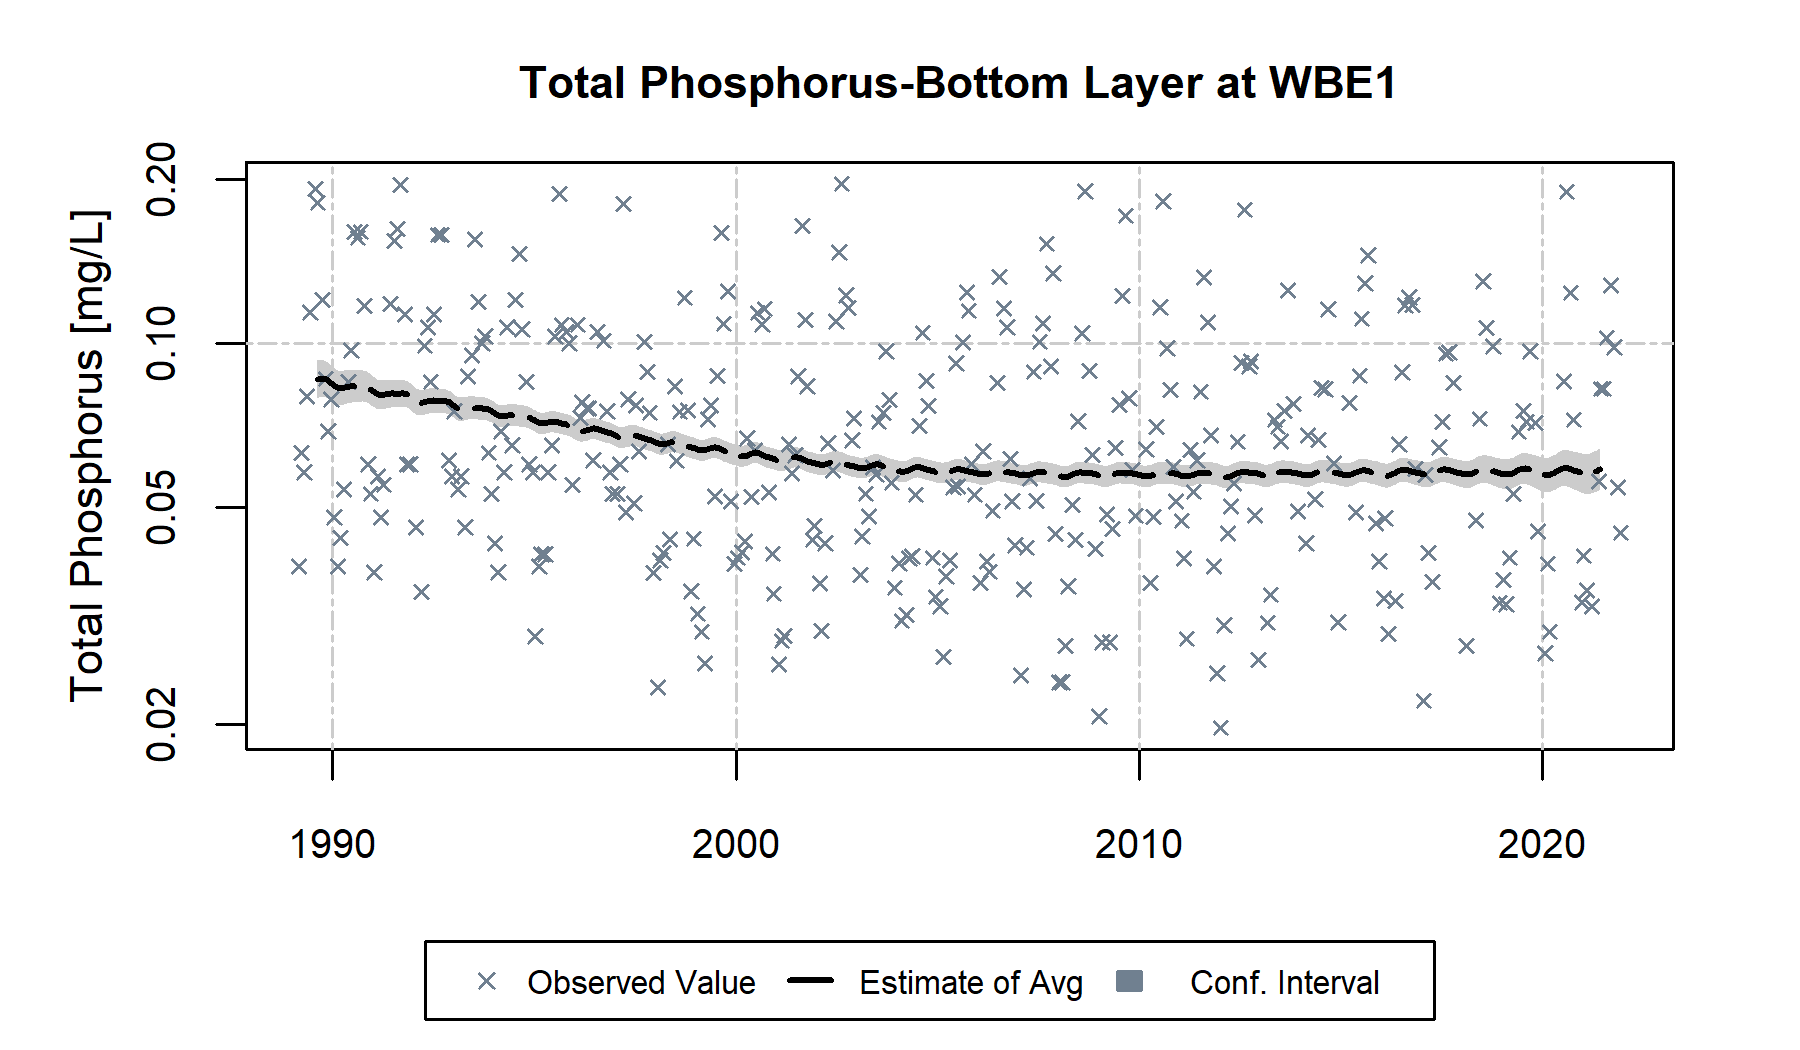 Total Phosphorus-Bottom Layer at WBE1
Total Phosphorus [mg/L]
0.20
0.10
0.05
0.02
1990 2000 2010 2020
Observed Value Estimate of Avg Conf. Interval